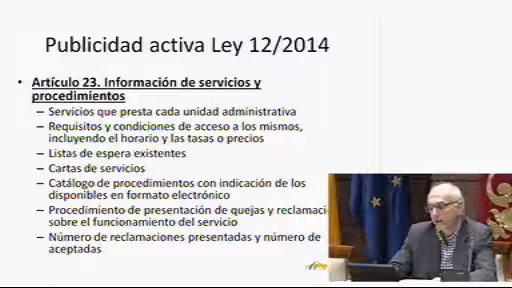 Publicidad activa Ley 12/2014
• Artículo 23. Información de servicios y
procedimientos
– Servicios que presta cada unidad administrativa
– Requisitos y condiciones de acceso a los mismos,
incluyendo el horario y las tasas o precios
– Listas de espera existentes
– Cartas de servicios
– Catálogo de procedimientos con indicación de los
disponibles en formato electrónico
– Procedimiento de presentación de quejas y reclamaci
sobre el funcionamiento del servicio
– Número de reclamaciones presentadas y número de
aceptadas